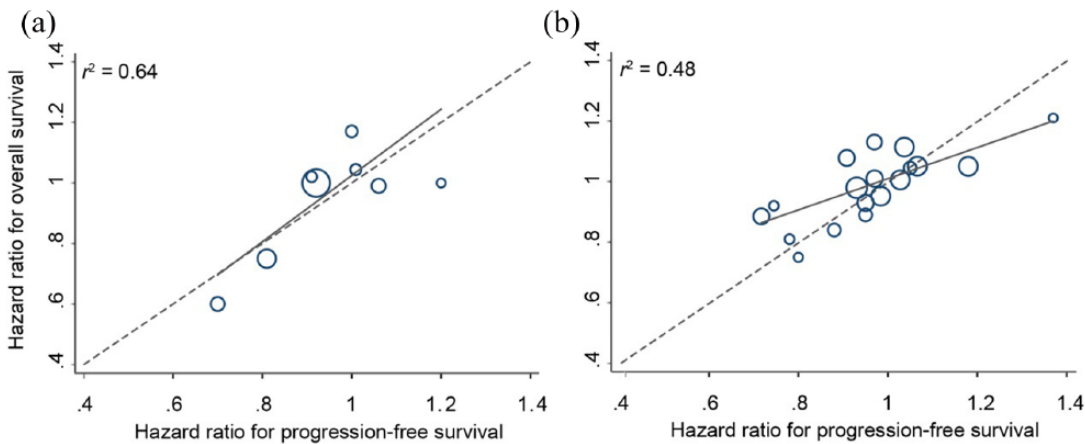 (a)
Hazard ratio for overall survival
1.4
1.2
1
.8
.6
.4
r² = 0.64
.4 .6 .8 1 1.2 1.4
Hazard ratio for progression-free survival
(b)
1.4
1.2
1
.8
.6
.4
r² = 0.48
.4 .6 .8 1 1.2 1.4
Hazard ratio for progression-free survival